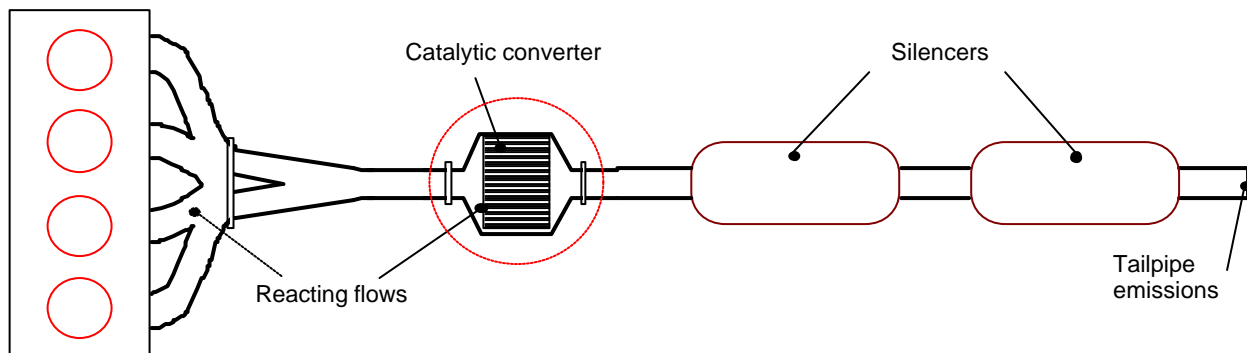 Catalytic converter
Silencers
Reacting flows
Tailpipe
emissions